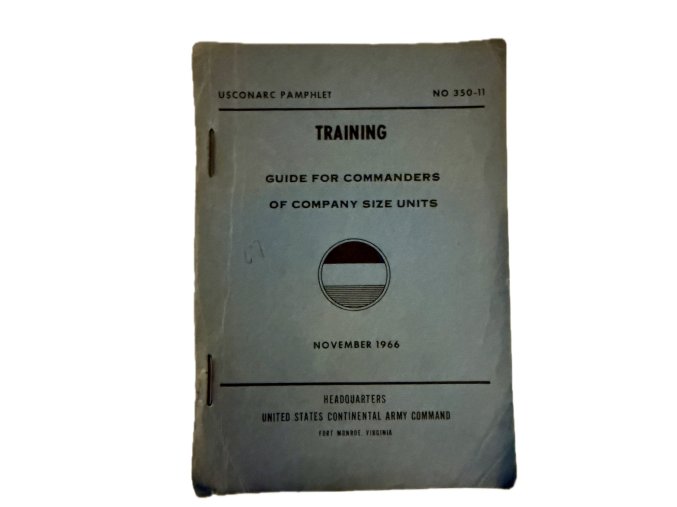 USCONARC PAMPHLET NO 350-11
TRAINING
GUIDE FOR COMMANDERS
OF COMPANY SIZE UNITS
NOVEMBER 1966
HEADQUARTERS
UNITED STATES CONTINENTAL ARMY COMMAND
FORT MONROE, VIRGINIA